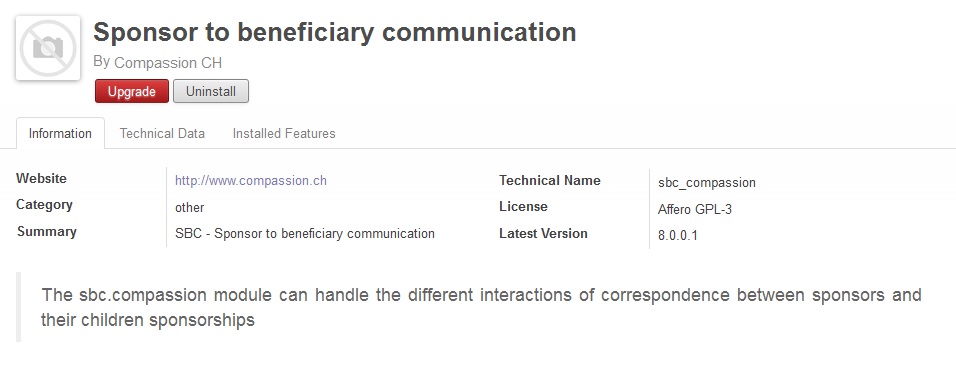 Sponsor to beneficiary communication
By Compassion CH
Upgrade Uninstall
Information Technical Data Installed Features
Website http://www.compassion.ch Technical Name sbc_compassion
Category other License Affero GPL-3
Summary SBC - Sponsor to beneficiary communication Latest Version 8.0.0.1
The sbc.compassion module can handle the different interactions of correspondence between sponsors and
their children sponsorships